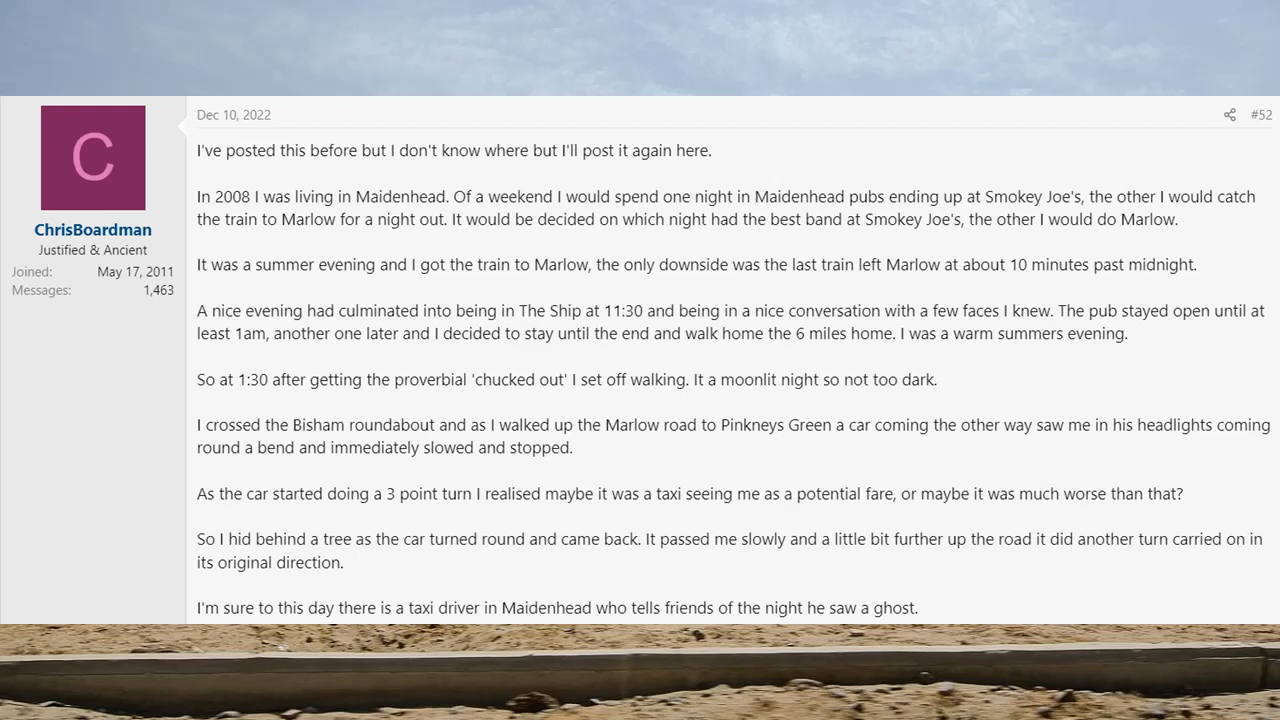 C
ChrisBoardman
Justified & Ancient
Joined: May 17, 2011
Messages: 1,463
Dec 10, 2022 #52
I've posted this before but I don't know where but I'll post it again here.
In 2008 I was living in Maidenhead. Of a weekend I would spend one night in Maidenhead pubs ending up at Smokey Joe's, the other I would catch
the train to Marlow for a night out. It would be decided on which night had the best band at Smokey Joe's, the other I would do Marlow.
It was a summer evening and I got the train to Marlow, the only downside was the last train left Marlow at about 10 minutes past midnight.
A nice evening had culminated into being in The Ship at 11:30 and being in a nice conversation with a few faces I knew. The pub stayed open until at
least 1am, another one later and I decided to stay until the end and walk home the 6 miles home. I was a warm summers evening.
So at 1:30 after getting the proverbial 'chucked out' I set off walking. It a moonlit night so not too dark.
I crossed the Bisham roundabout and as I walked up the Marlow road to Pinkneys Green a car coming the other way saw me in his headlights coming
round a bend and immediately slowed and stopped.
As the car started doing a 3 point turn I realised maybe it was a taxi seeing me as a potential fare, or maybe it was much worse than that?
So I hid behind a tree as the car turned round and came back. It passed me slowly and a little bit further up the road it did another turn carried on in
its original direction.
I'm sure to this day there is a taxi driver in Maidenhead who tells friends of the night he saw a ghost.